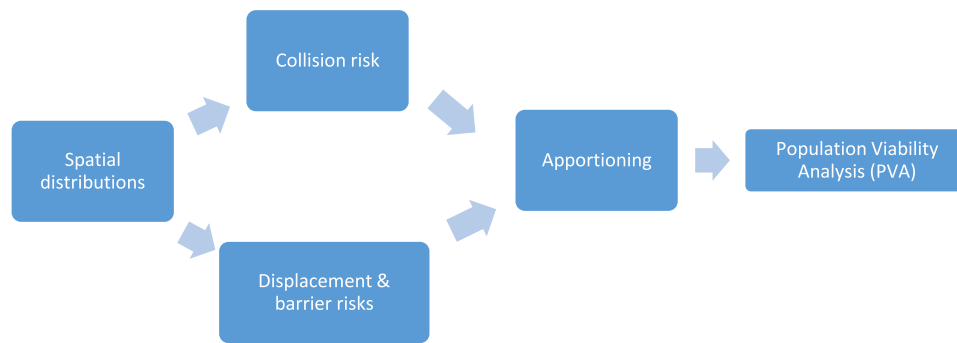 Collision risk
Spatial
distributions
Apportioning
Population Viability
Analysis (PVA)
Displacement &
barrier risks